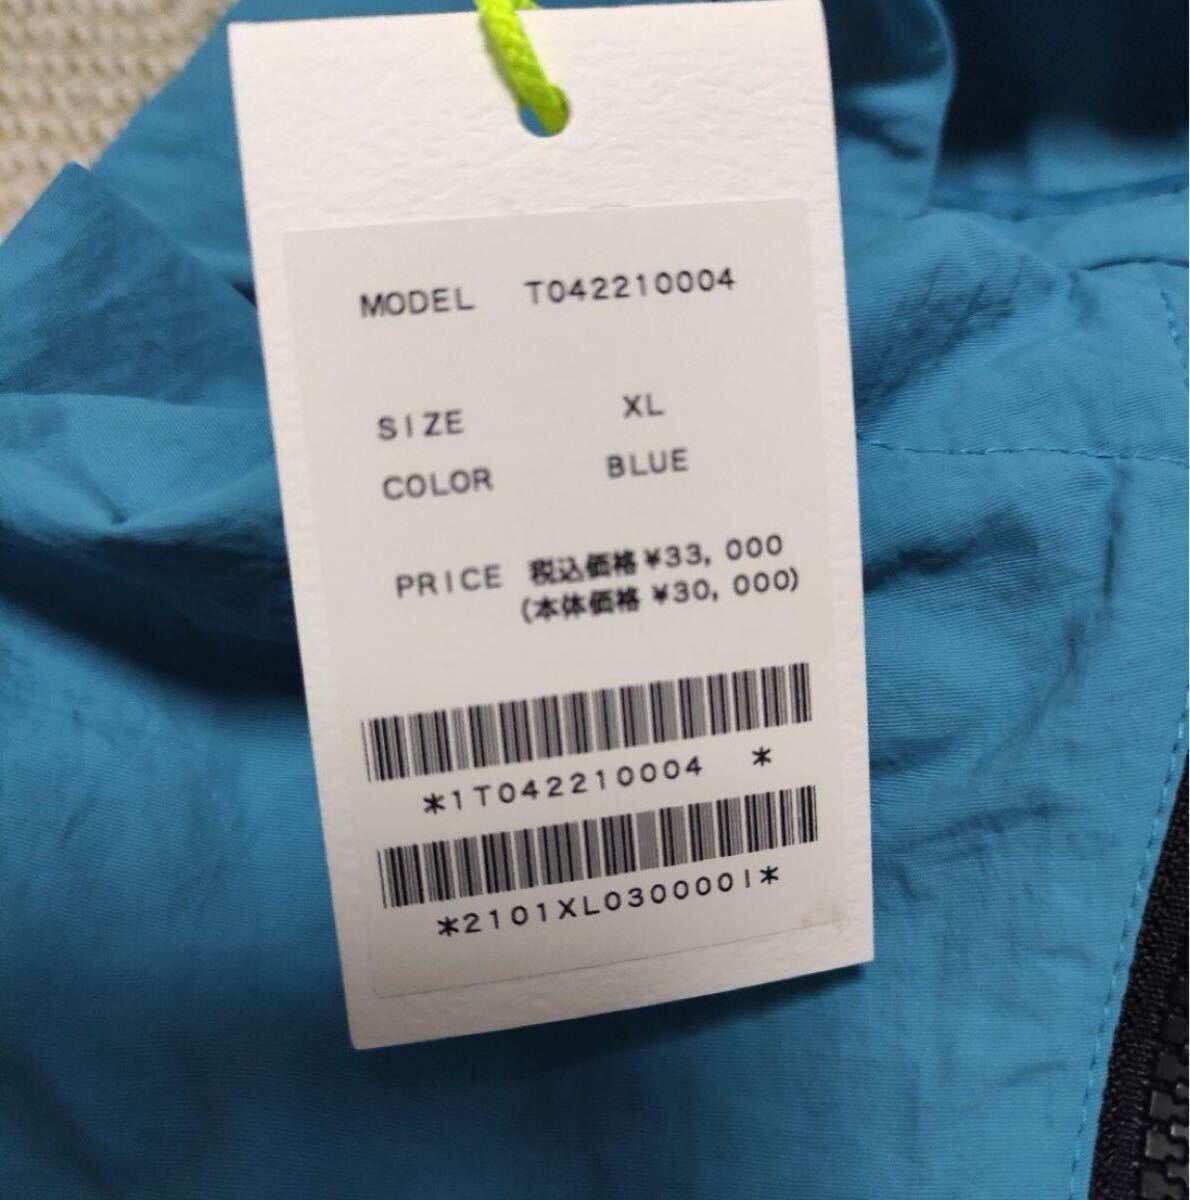 MODEL T042210004
SIZE XL
COLOR BLUE
PRICE 税込価格¥33,000
(本体価格 ¥30,000)
*1T042210004 *
*2101XL0300001*